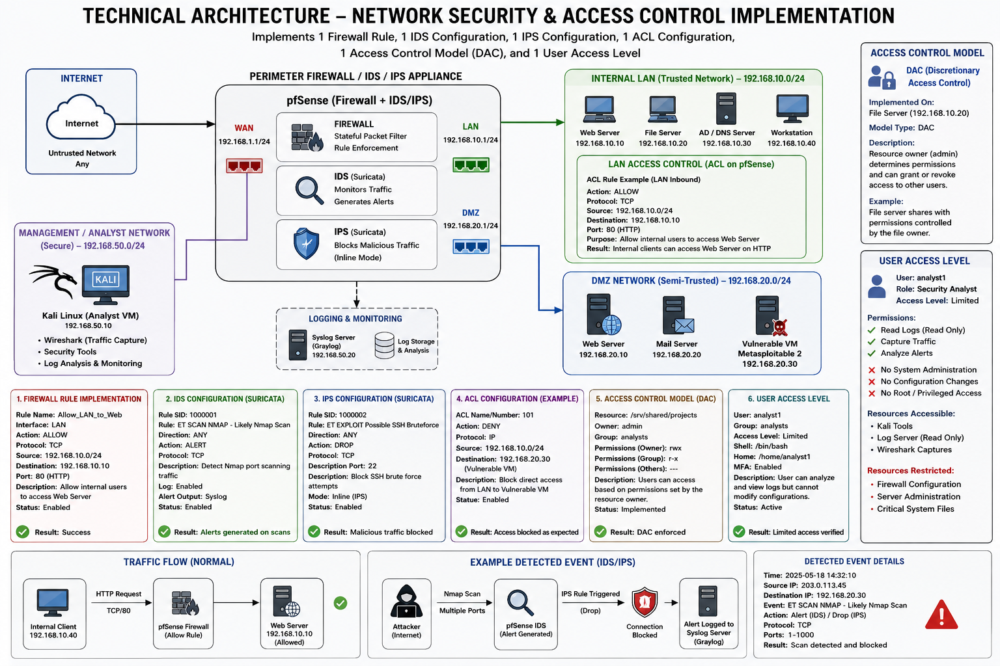 TECHNICAL ARCHITECTURE – NETWORK SECURITY & ACCESS CONTROL IMPLEMENTATION
Implements 1 Firewall Rule, 1 IDS Configuration, 1 IPS Configuration, 1 ACL Configuration,
1 Access Control Model (DAC), and 1 User Access Level
INTERNET
Internet
Untrusted Network
Any
MANAGEMENT / ANALYST NETWORK
(Secure) – 192.168.50.0/24
KALI
Kali Linux (Analyst VM)
192.168.50.10
• Wireshark (Traffic Capture)
• Security Tools
• Log Analysis & Monitoring
PERIMETER FIREWALL / IDS / IPS APPLIANCE
pfSense (Firewall + IDS/IPS)
WAN
192.168.1.1/24
FIREWALL
Stateful Packet Filter
Rule Enforcement
IDS (Suricata)
Monitors Traffic
Generates Alerts
IPS (Suricata)
Blocks Malicious Traffic
(Inline Mode)
LAN
192.168.10.1/24
DMZ
192.168.20.1/24
LOGGING & MONITORING
Syslog Server
(Graylog)
192.168.50.20
Log Storage
& Analysis
INTERNAL LAN (Trusted Network) – 192.168.10.0/24
Web Server
192.168.10.10
File Server
192.168.10.20
AD / DNS Server
192.168.10.30
Workstation
192.168.10.40
LAN ACCESS CONTROL (ACL on pfSense)
ACL Rule Example (LAN Inbound)
Action: ALLOW
Protocol: TCP
Source: 192.168.10.0/24
Destination: 192.168.10.10
Port: 80 (HTTP)
Purpose: Allow internal users to access Web Server
Result: Internal clients can access Web Server on HTTP
DMZ NETWORK (Semi-Trusted) – 192.168.20.0/24
Web Server
192.168.20.10
Mail Server
192.168.20.20
Vulnerable VM
Metasploitable 2
192.168.20.30
ACCESS CONTROL MODEL
DAC (Discretionary
Access Control)
Implemented On:
File Server (192.168.10.20)
Model Type: DAC
Description:
Resource owner (admin)
determines permissions
and can grant or revoke
access to other users.
Example:
File server shares with
permissions controlled
by the file owner.
USER ACCESS LEVEL
User: analyst1
Role: Security Analyst
Access Level: Limited
Permissions:
Read Logs (Read Only)
Capture Traffic
Analyze Alerts
No System Administration
No Configuration Changes
No Root / Privileged Access
Resources Accessible:
• Kali Tools
• Log Server (Read Only)
• Wireshark Captures
Resources Restricted:
• Firewall Configuration
• Server Administration
• Critical System Files
1. FIREWALL RULE IMPLEMENTATION
Rule Name: Allow_LAN_to_Web
Interface: LAN
Action: ALLOW
Protocol: TCP
Source: 192.168.10.0/24
Destination: 192.168.10.10
Port: 80 (HTTP)
Description: Allow internal users
to access Web Server
Status: Enabled
Result: Success
2. IDS CONFIGURATION (SURICATA)
Rule SID: 1000001
Rule: ET SCAN NMAP - Likely Nmap Scan
Direction: ANY
Action: ALERT
Protocol: TCP
Description: Detect Nmap port scanning
traffic
Log: Enabled
Alert Output: Syslog
Status: Enabled
Result: Alerts generated on scans
3. IPS CONFIGURATION (SURICATA)
Rule SID: 1000002
Rule: ET EXPLOIT Possible SSH Bruteforce
Direction: ANY
Action: DROP
Protocol: TCP
Description Port: 22
Description: Block SSH brute force
attempts
Mode: Inline (IPS)
Status: Enabled
Result: Malicious traffic blocked
4. ACL CONFIGURATION (EXAMPLE)
ACL Name/Number: 101
Action: DENY
Protocol: IP
Source: 192.168.10.0/24
Destination: 192.168.20.30
(Vulnerable VM)
Description: Block direct access
from LAN to Vulnerable VM
Statue: Enabled
Result: Access blocked as expected
5. ACCESS CONTROL MODEL (DAC)
Resource: /srv/shared/projects
Owner: admin
Group: analysts
Permissions (Owner): rwx
Permissions (Group): r-x
Permissions (Others): ---
Description: Users can access
based on permissions set by the
resource owner.
Status: Implemented
Result: DAC enforced
6. USER ACCESS LEVEL
User: analyst1
Group: analysts
Access Level: Limited
Shell: /bin/bash
Home: /home/analyst1
MFA: Enabled
Description: User can analyze
and view logs but cannot
modify configurations.
Status: Active
Result: Limited access verified
TRAFFIC FLOW (NORMAL)
Internal Client
192.168.10.40
HTTP Request
TCP/80
pfSense Firewall
(Allow Rule)
Web Server
192.168.10.10
(Allowed)
EXAMPLE DETECTED EVENT (IDS/IPS)
Attacker
(Internet)
Nmap Scan
Multiple Ports
pfSense IDS
(Alert Generated)
IPS Rule Triggered
(Drop)
Connection
Blocked
Alert Logged to
Syslog Server
(Graylog)
DETECTED EVENT DETAILS
Time: 2025-05-18 14:32:10
Source IP: 203.0.113.45
Destination IP: 192.168.20.30
Event: ET SCAN NMAP - Likely Nmap Scan
Action: Alert (IDS) / Drop (IPS)
Protocol: TCP
Ports: 1-1000
Result: Scan detected and blocked